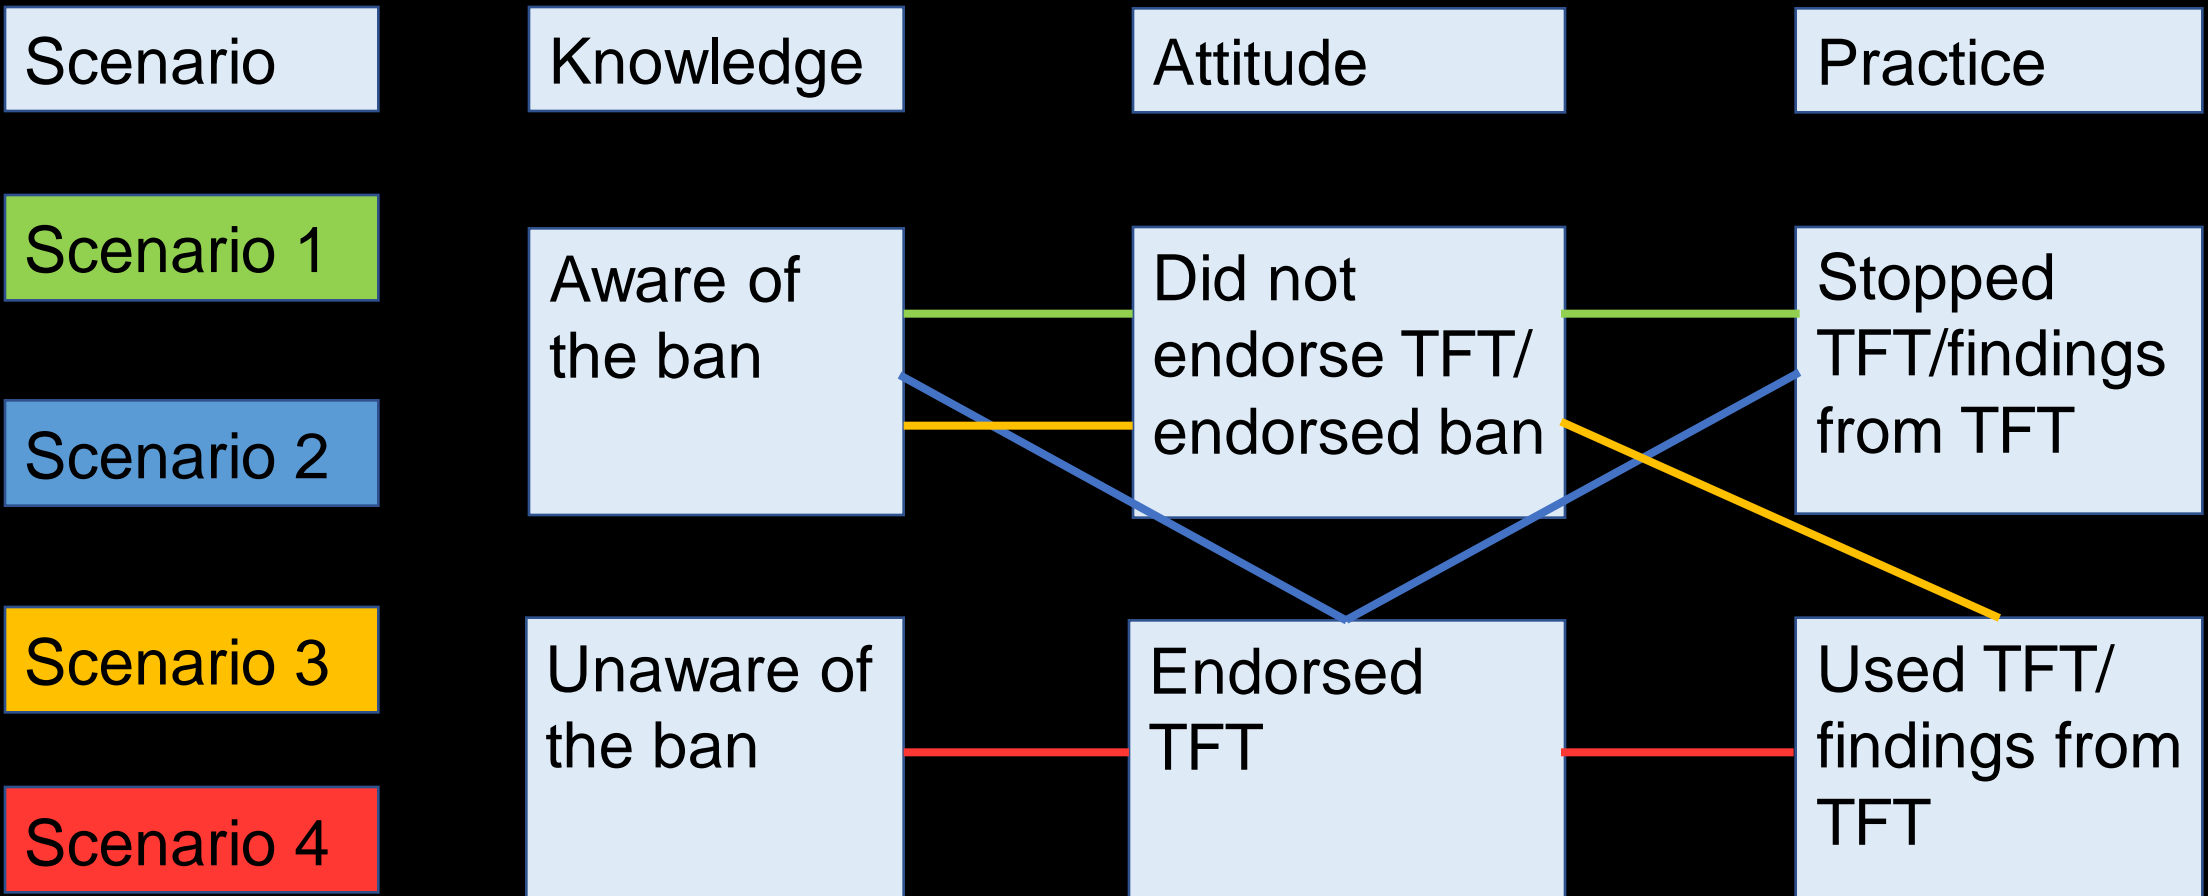 Scenario
Knowledge
Attitude
Practice
Scenario 1
Scenario 2
Scenario 3
Scenario 4
Aware of
the ban
Unaware of
the ban
Did not
endorse TFT/
endorsed ban
Endorsed
TFT
Stopped
TFT/findings
from TFT
Used TFT/
findings from
TFT